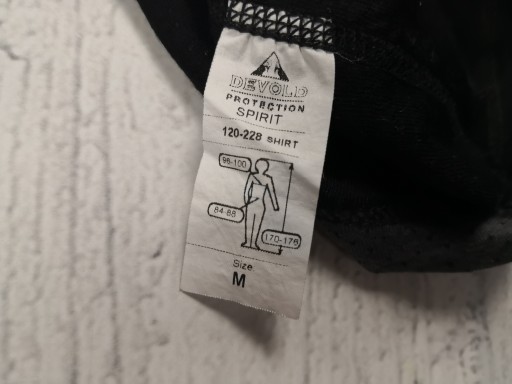 DEVOLD
PROTECTION
SPIRIT
120-228 SHIRT
96-100
84-88
170-176
Size
M